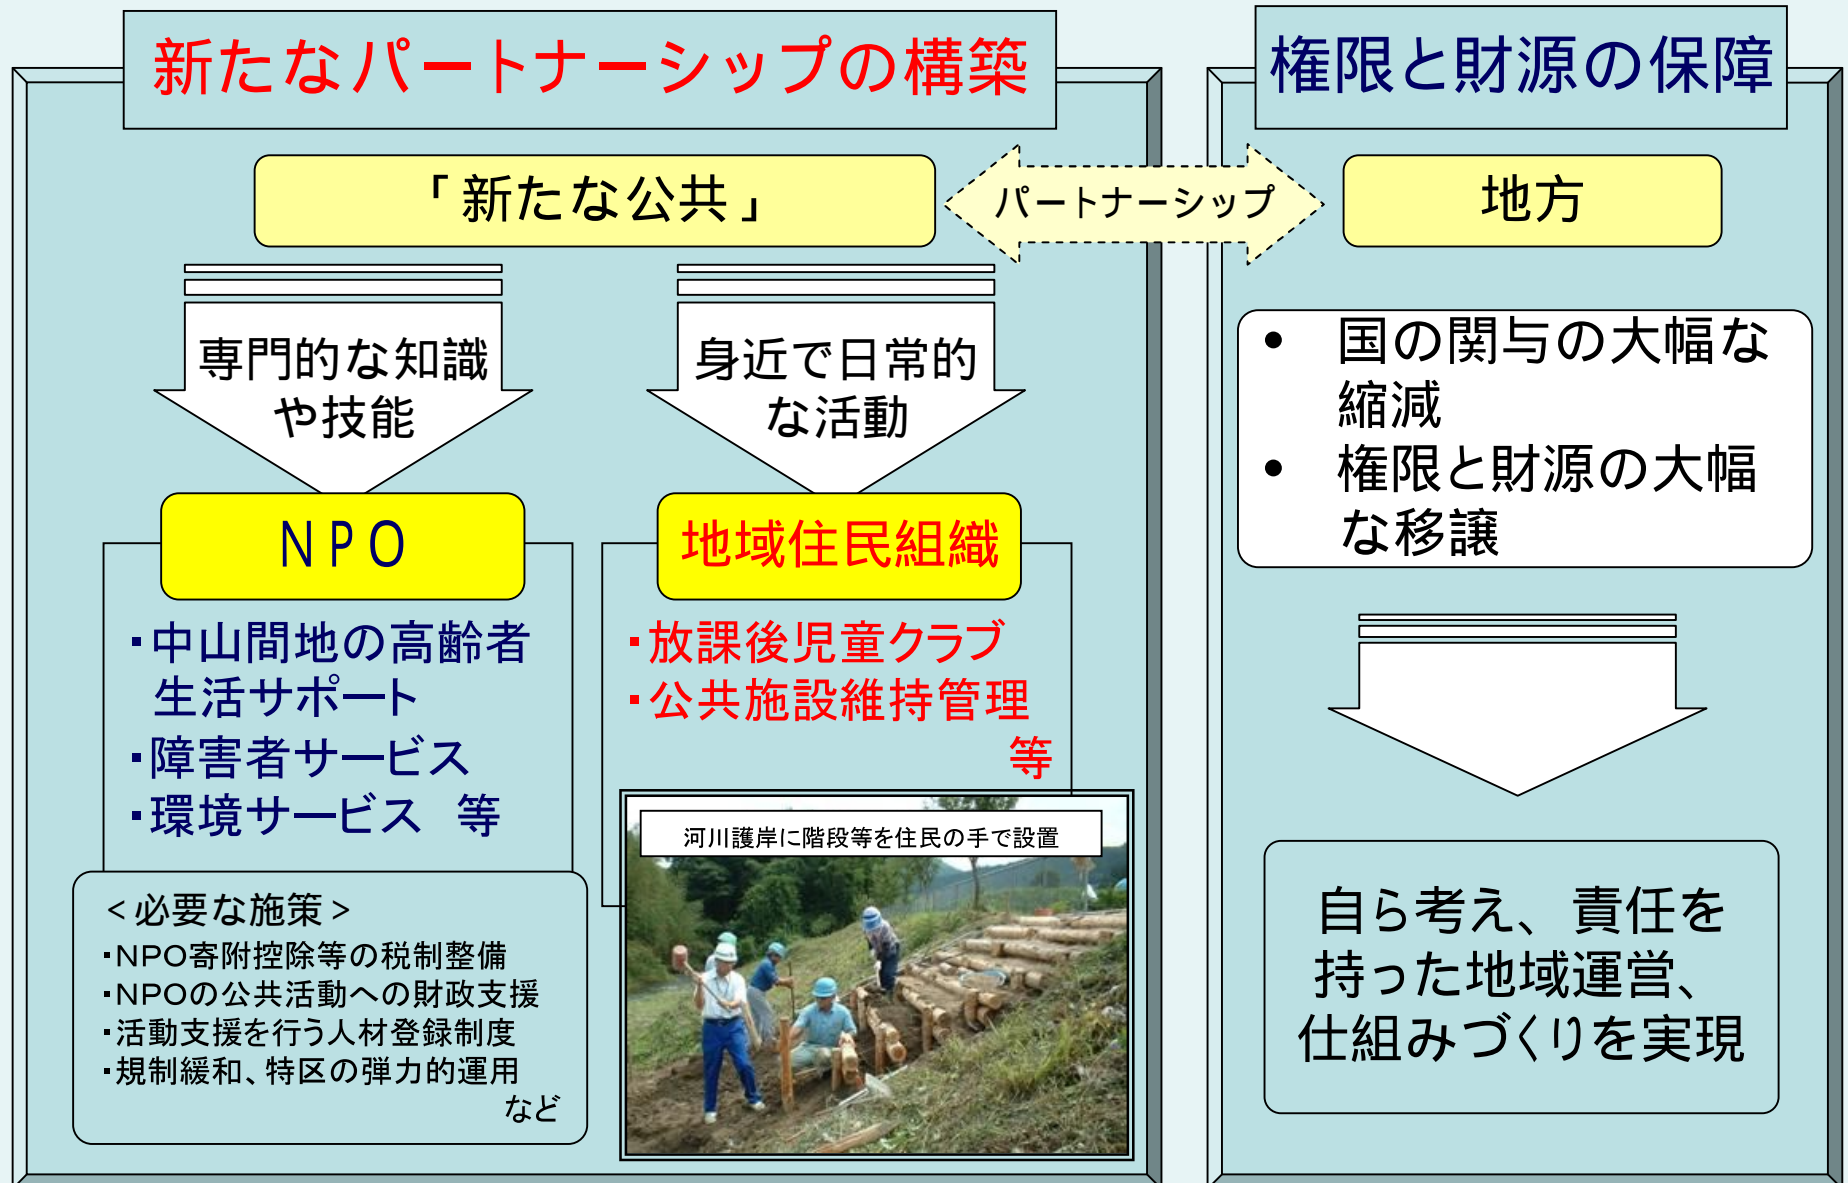 新たなパートナーシップの構築
「新たな公共」
パートナーシップ
専門的な知識
や技能
身近で日常的
な活動
NPO
・中山間地の高齢者
生活サポート
・障害者サービス
・環境サービス 等
地域住民組織
・放課後児童クラブ
・公共施設維持管理
等
＜必要な施策＞
・NPO寄附控除等の税制整備
・NPOの公共活動への財政支援
・活動支援を行う人材登録制度
・規制緩和、特区の弾力的運用
など
河川護岸に階段等を住民の手で設置
権限と財源の保障
地方
• 国の関与の大幅な
縮減
• 権限と財源の大幅
な移譲
自ら考え、責任を
持った地域運営、
仕組みづくりを実現